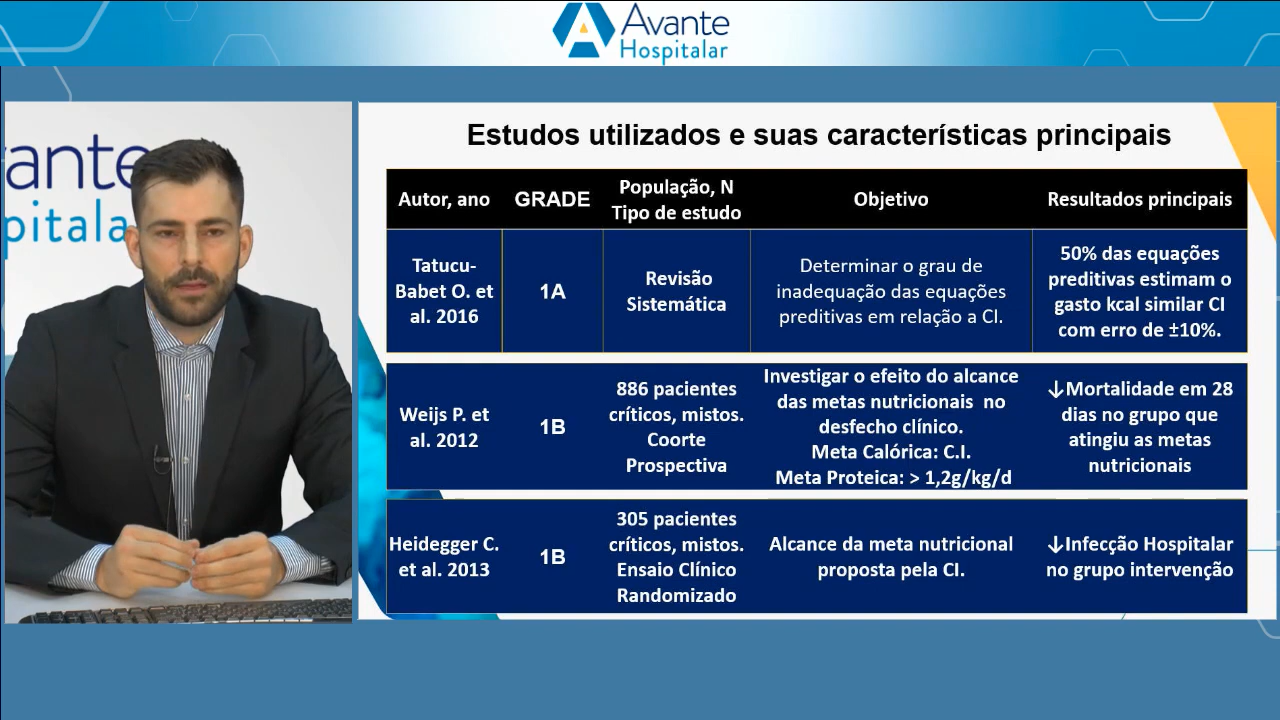 Avante
Hospitalar
vante
spitala
Estudos utilizados e suas características principais
Autor, ano
GRADE
População, N
Tipo de estudo
Objetivo
Resultados principais
Tatucu-
Babet O. et
al. 2016
1A
Revisão
Sistemática
Determinar o grau de
inadequação das equações
preditivas em relação a CI.
50% das equações
preditivas estimam o
gasto kcal similar CI
com erro de ±10%.
Weijs P. et
al. 2012
1B
886 pacientes
críticos, mistos.
Coorte
Prospectiva
Investigar o efeito do alcance
das metas nutricionais no
desfecho clínico.
Meta Calórica: C.I.
Meta Proteica: > 1,2g/kg/d
↓Mortalidade em 28
dias no grupo que
atingiu as metas
nutricionais
Heidegger C.
et al. 2013
1B
305 pacientes
críticos, mistos.
Ensaio Clínico
Randomizado
Alcance da meta nutricional
proposta pela CI.
↓Infecção Hospitalar
no grupo intervenção